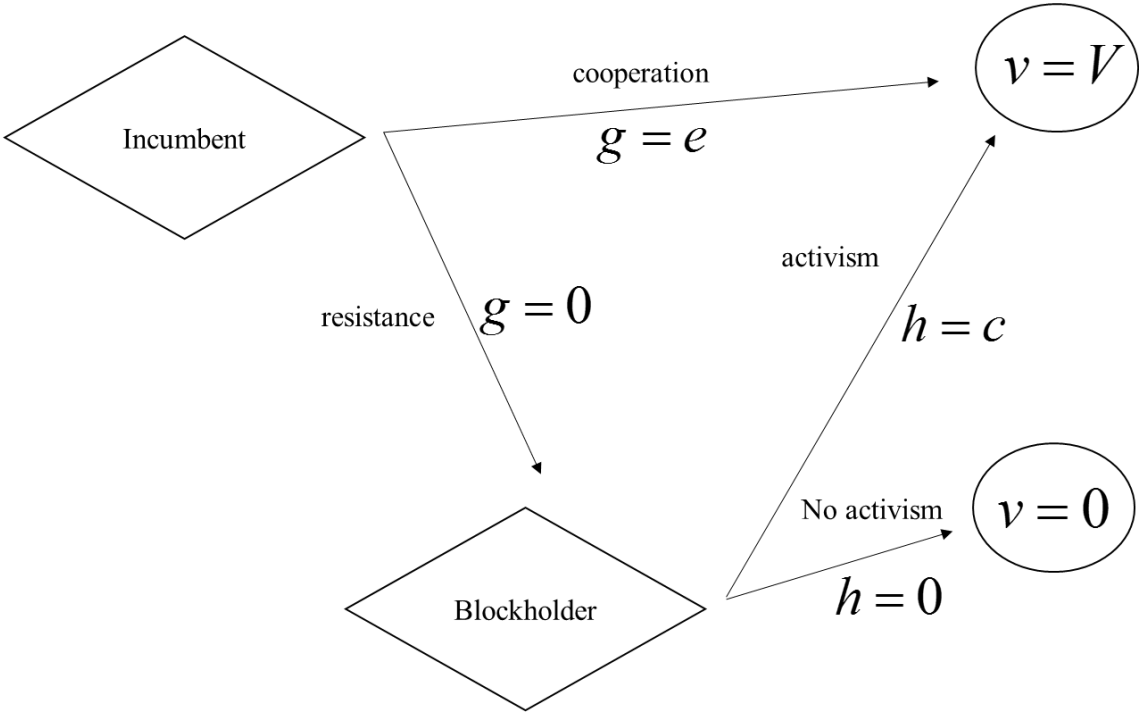 cooperation
v = V
Incumbent
g = e
activism
resistance
g = 0
h = c
No activism
v = 0
Blockholder
h = 0